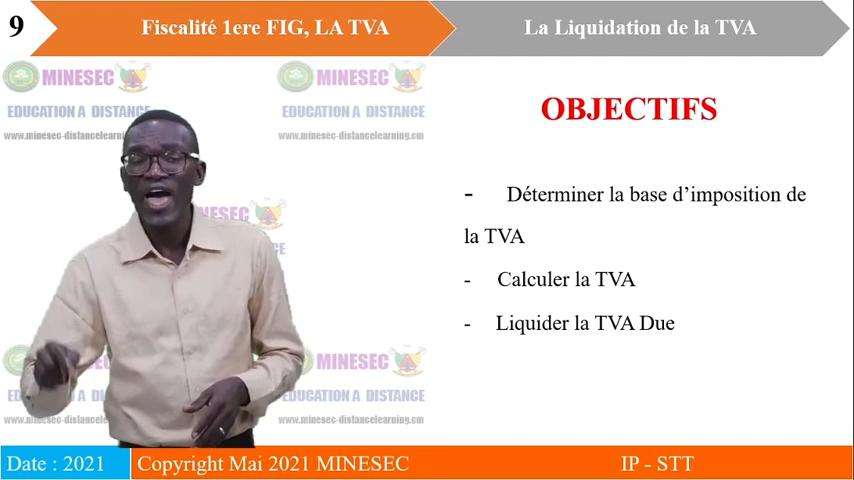 9
Fiscalité 1ere FIG, LA TVA
La Liquidation de la TVA
MINESEC
EDUCATION A DISTANCE
www.minesec-distancelearning.cm
MINESEC
EDUCATION A DISTANCE
www.minesec-distancelearning.cm
OBJECTIFS
- Déterminer la base d’imposition de
la TVA
- Calculer la TVA
- Liquider la TVA Due
MINESEC
EDUCATION A DISTANCE
www.minesec-distancelearning.cm
Date : 2021
Copyright Mai 2021 MINESEC
IP - STT